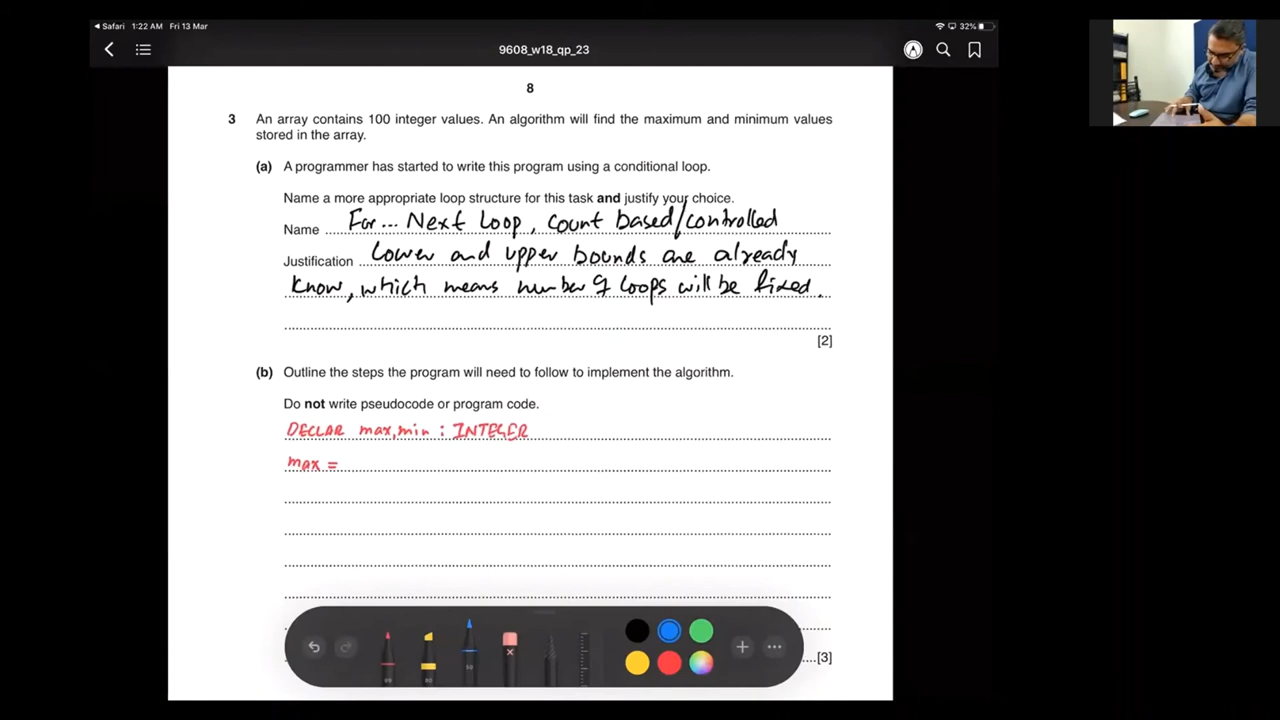 Safari 1:22 AM Fri 13 Mar
32%
9608_w18_qp_23
8
3 An array contains 100 integer values. An algorithm will find the maximum and minimum values
stored in the array.
(a) A programmer has started to write this program using a conditional loop.
Name a more appropriate loop structure for this task and justify your choice.
Name For... Next Loop, count based/controlled
Justification Lower and upper bounds are already
know, which means number of loops will be fixed.
[2]
(b) Outline the steps the program will need to follow to implement the algorithm.
Do not write pseudocode or program code.
DECLAR max,min : INTEGER
max =
[3]